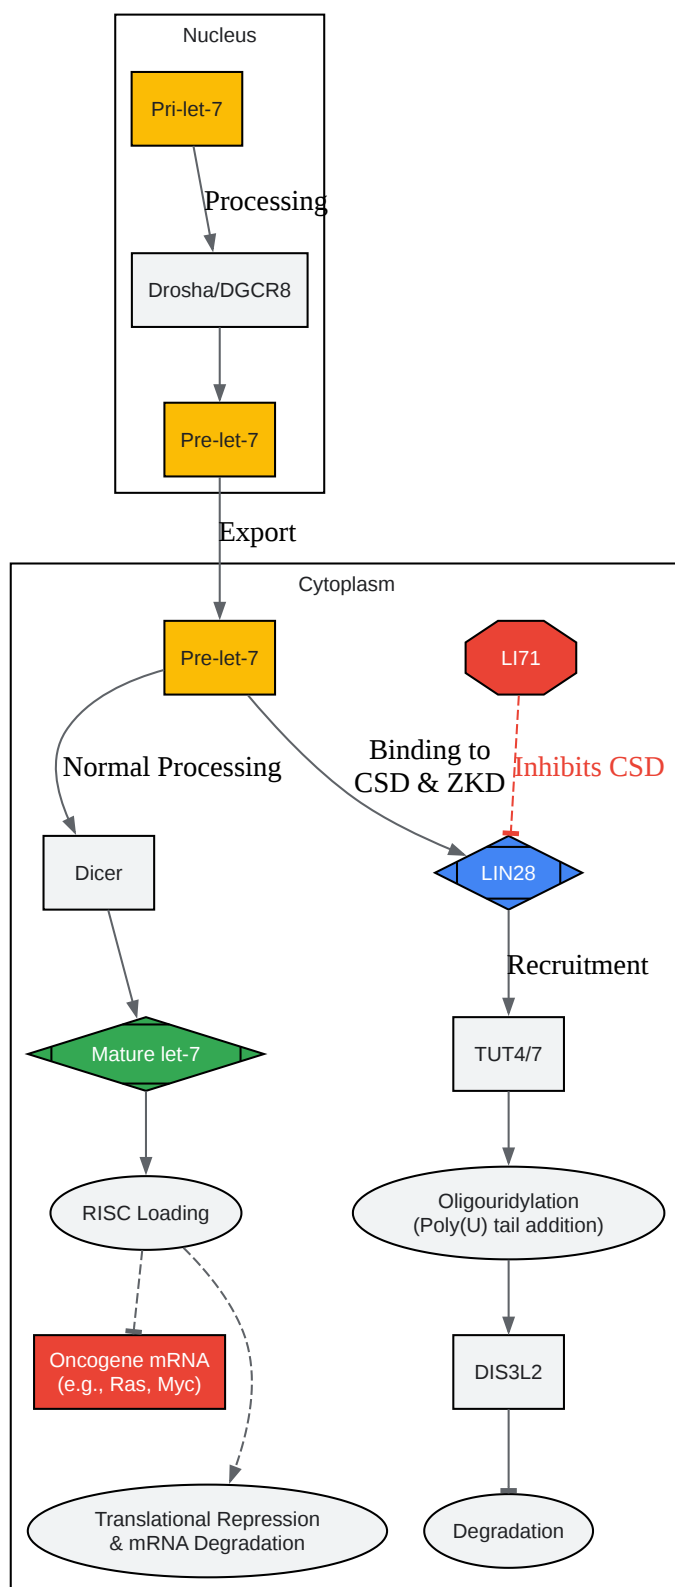 Nucleus
Pri-let-7
Processing
Drosha/DGCR8
Pre-let-7
Export
Cytoplasm
Pre-let-7
LI71
Normal Processing
Binding to
CSD & ZKD
Inhibits CSD
Dicer
LIN28
Recruitment
Mature let-7
TUT4/7
RISC Loading
Oligouridylation
(Poly(U) tail addition)
Oncogene mRNA
(e.g., Ras, Myc)
DIS3L2
Translational Repression
& mRNA Degradation
Degradation